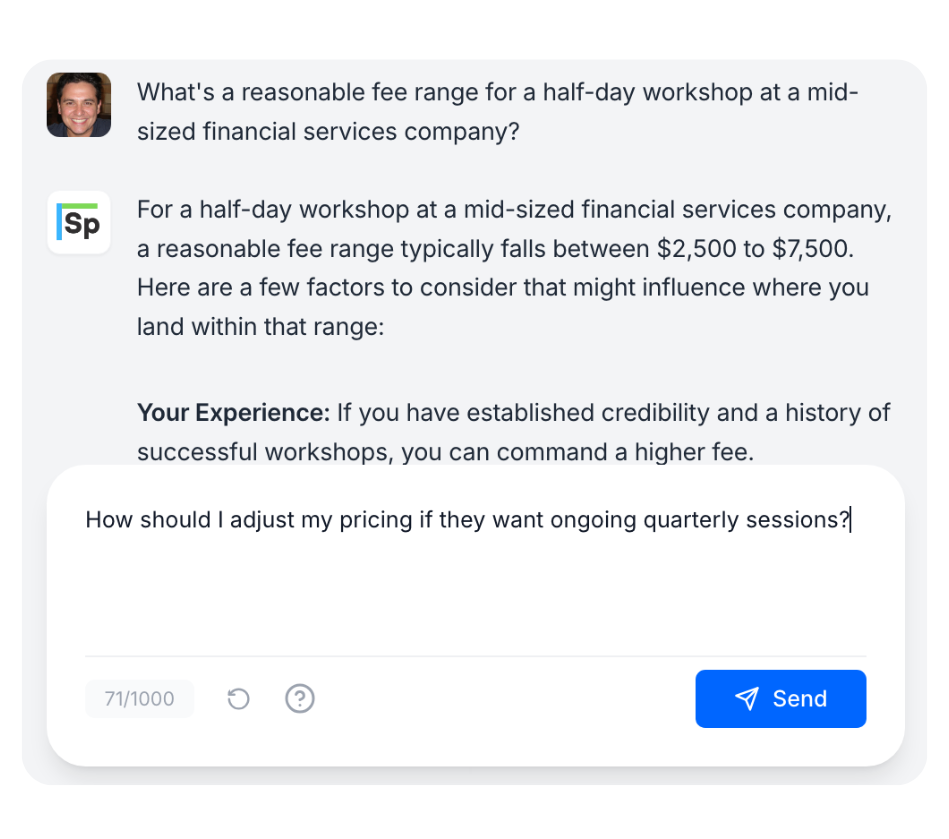 What's a reasonable fee range for a half-day workshop at a mid-
sized financial services company?
Sp
For a half-day workshop at a mid-sized financial services company,
a reasonable fee range typically falls between $2,500 to $7,500.
Here are a few factors to consider that might influence where you
land within that range:
Your Experience: If you have established credibility and a history of
successful workshops, you can command a higher fee.
How should I adjust my pricing if they want ongoing quarterly sessions?
71/1000
Send